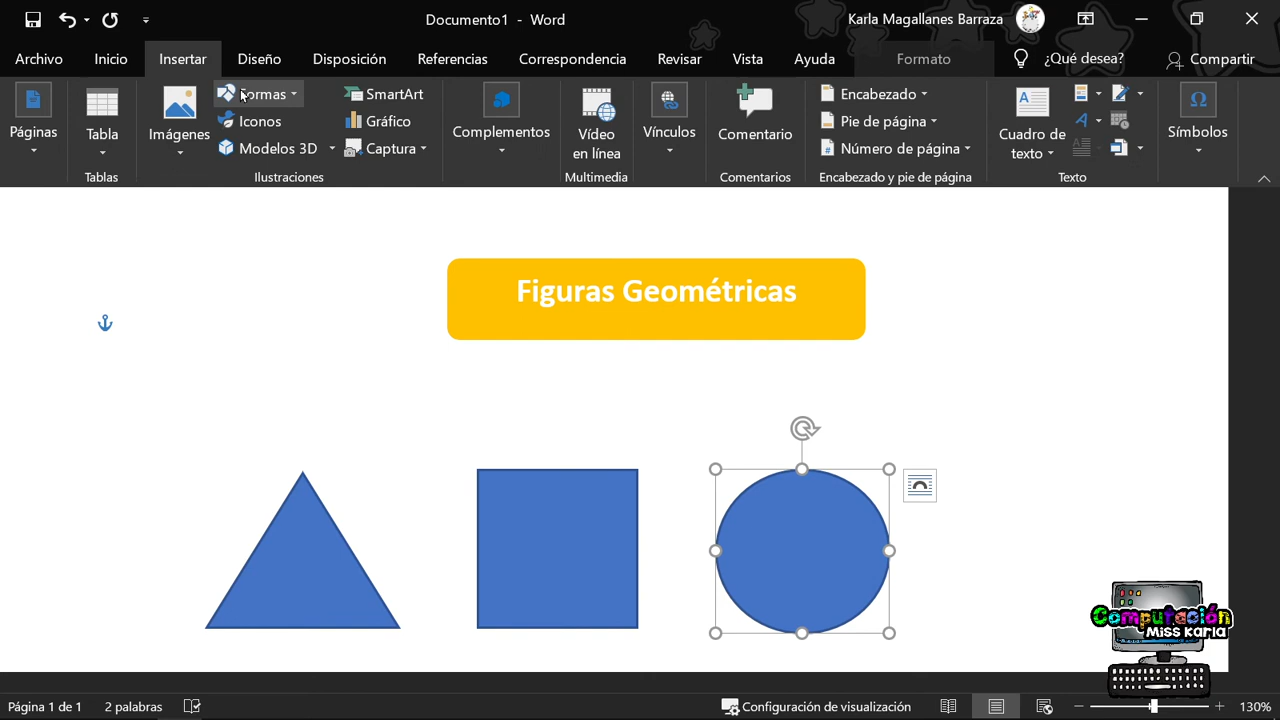 Documento1 - Word
Karla Magallanes Barraza
Archivo
Inicio
Insertar
Diseño
Disposición
Referencias
Correspondencia
Revisar
Vista
Ayuda
Formato
¿Qué desea?
Compartir
Páginas
Tabla
Tablas
Imágenes
Formas
Iconos
Modelos 3D
SmartArt
Gráfico
Captura
Ilustraciones
Complementos
Vídeo
en línea
Multimedia
Vínculos
Comentario
Comentarios
Encabezado
Pie de página
Número de página
Encabezado y pie de página
Cuadro de
texto
Texto
Símbolos
Figuras Geométricas
Computación
Miss Karla
Página 1 de 1
2 palabras
Configuración de visualización
130%